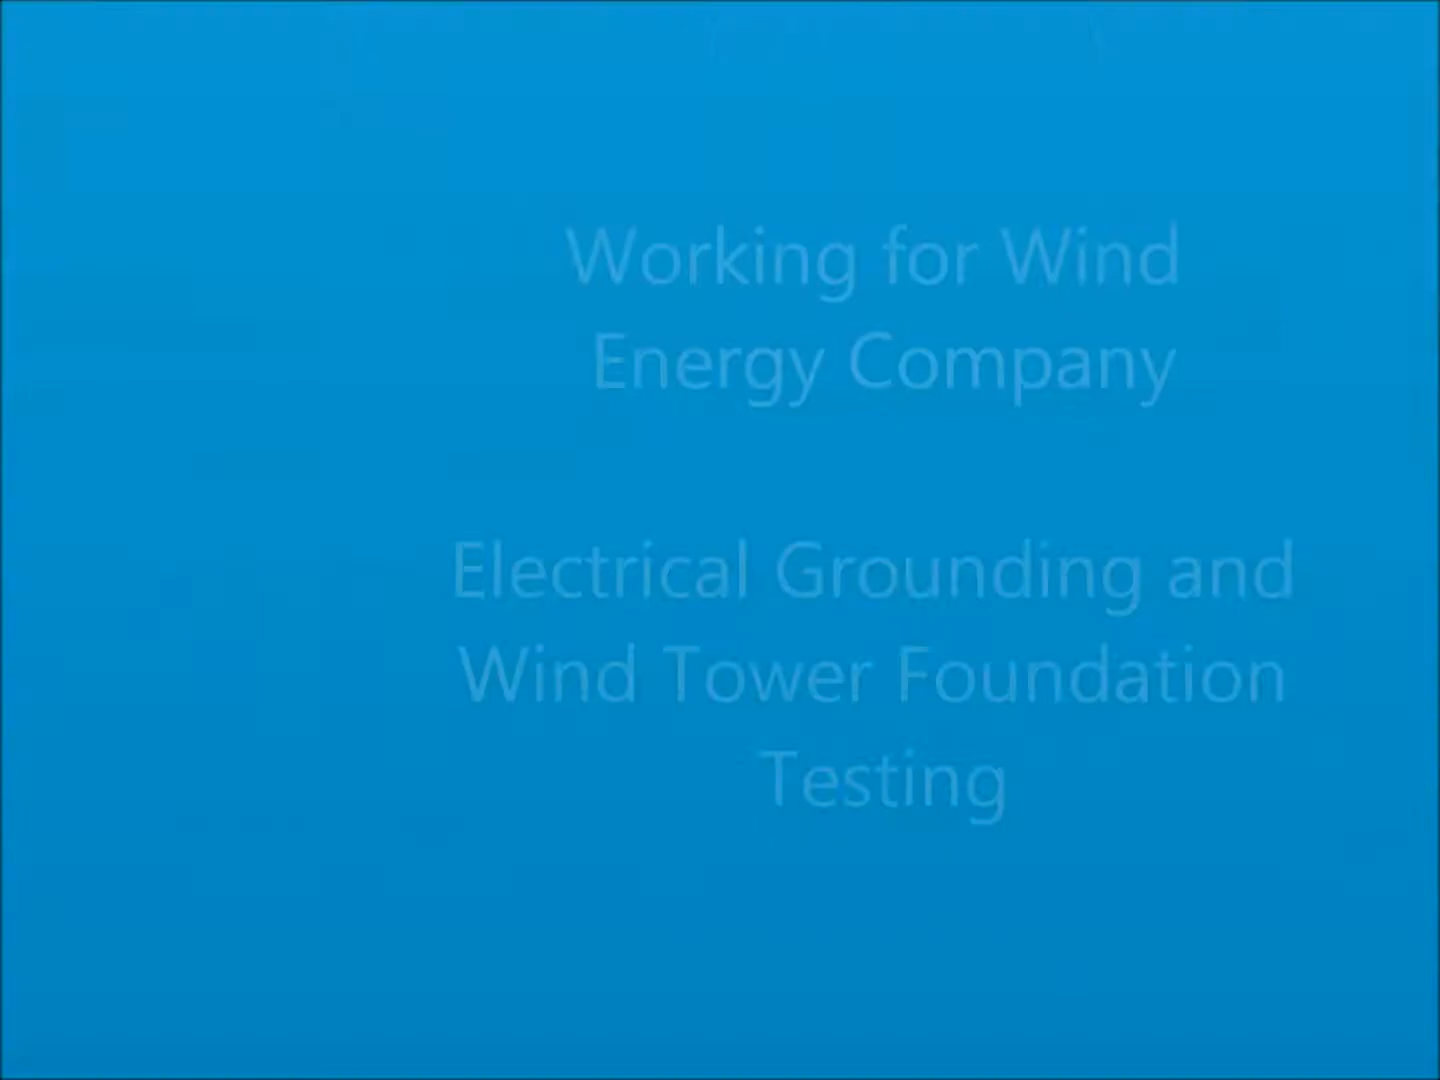 Working for Wind
Energy Company
Electrical Grounding and
Wind Tower Foundation
Testing